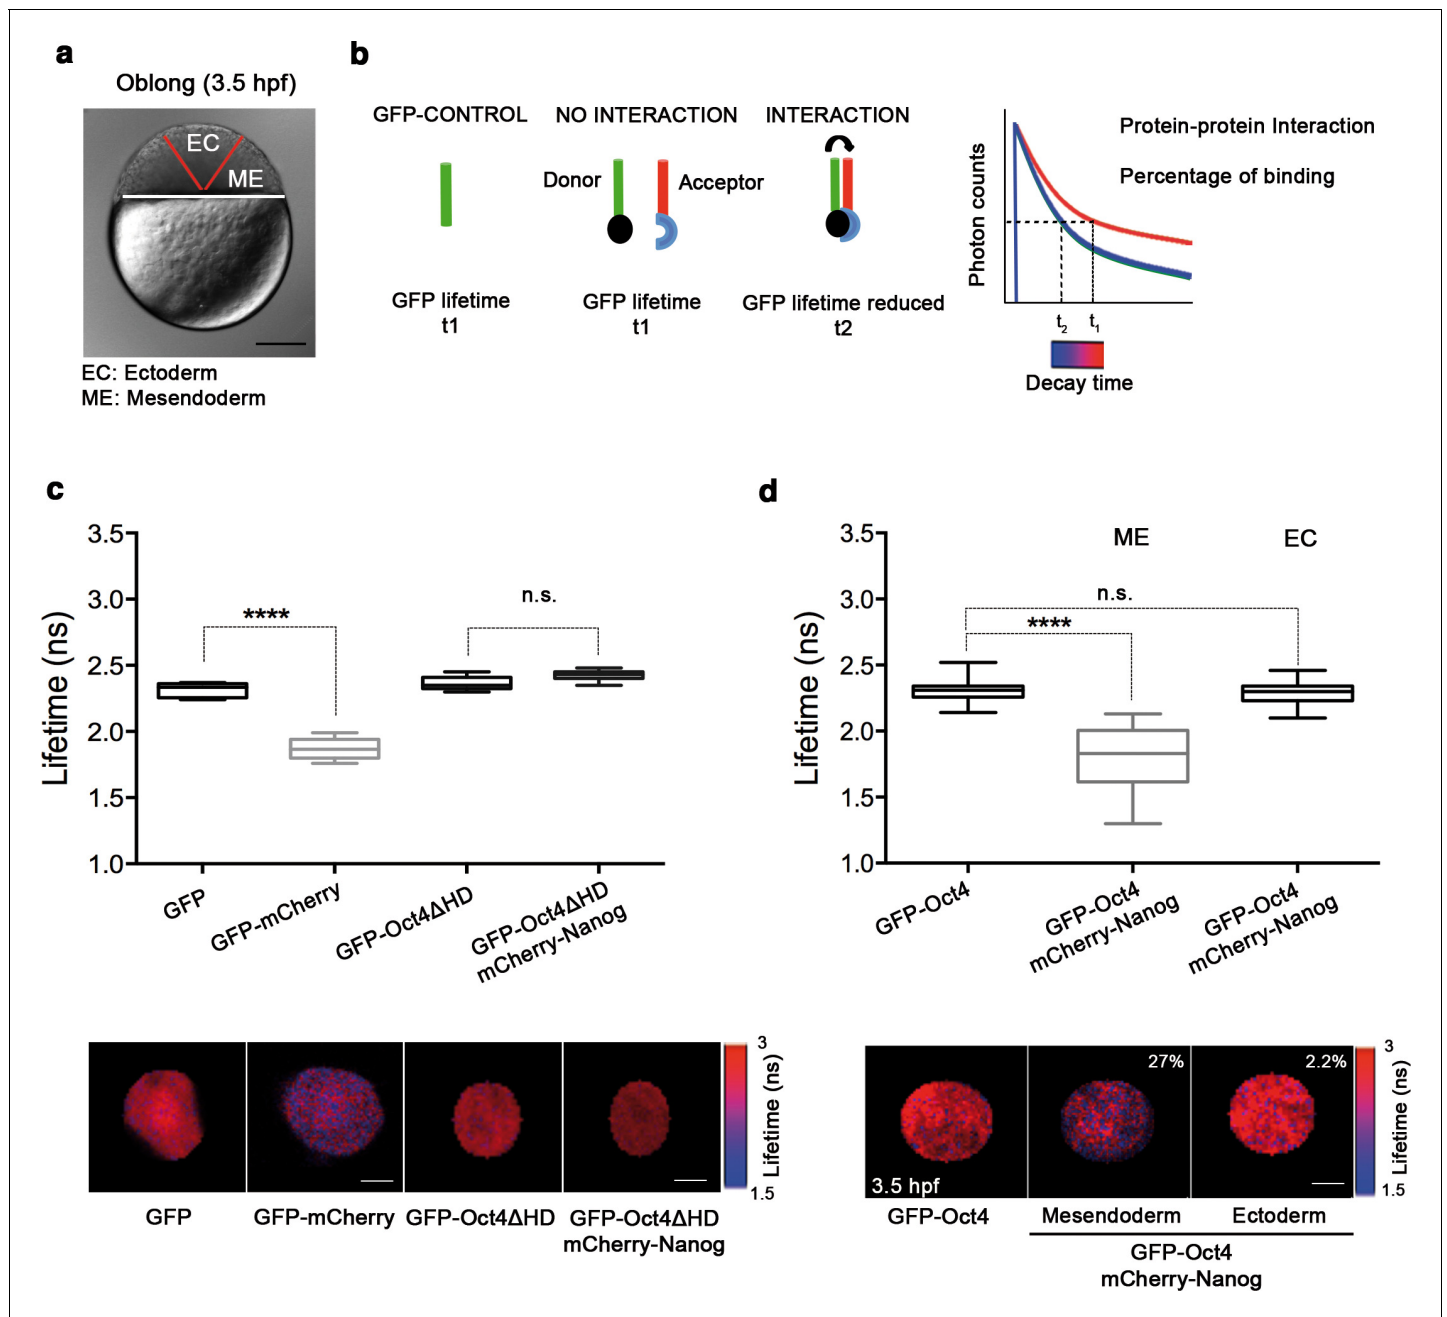 a
Oblong (3.5 hpf)
EC
ME
EC: Ectoderm
ME: Mesendoderm
b
GFP-CONTROL
NO INTERACTION
INTERACTION
Donor
Acceptor
GFP lifetime
t1
GFP lifetime
t1
GFP lifetime reduced
t2
Photon counts
Protein-protein Interaction
Percentage of binding
t2 t1
Decay time
c
Lifetime (ns)
3.5
3.0
2.5
2.0
1.5
1.0
****
n.s.
GFP
GFP-mCherry
GFP-Oct4ΔHD
GFP-Oct4ΔHD
mCherry-Nanog
3
Lifetime (ns)
1.5
GFP
GFP-mCherry
GFP-Oct4ΔHD
GFP-Oct4ΔHD
mCherry-Nanog
d
Lifetime (ns)
3.5
3.0
2.5
2.0
1.5
1.0
ME
EC
n.s.
****
GFP-Oct4
GFP-Oct4
mCherry-Nanog
GFP-Oct4
mCherry-Nanog
27%
2.2%
3.5 hpf
3
Lifetime (ns)
1.5
GFP-Oct4
Mesendoderm
Ectoderm
GFP-Oct4
mCherry-Nanog